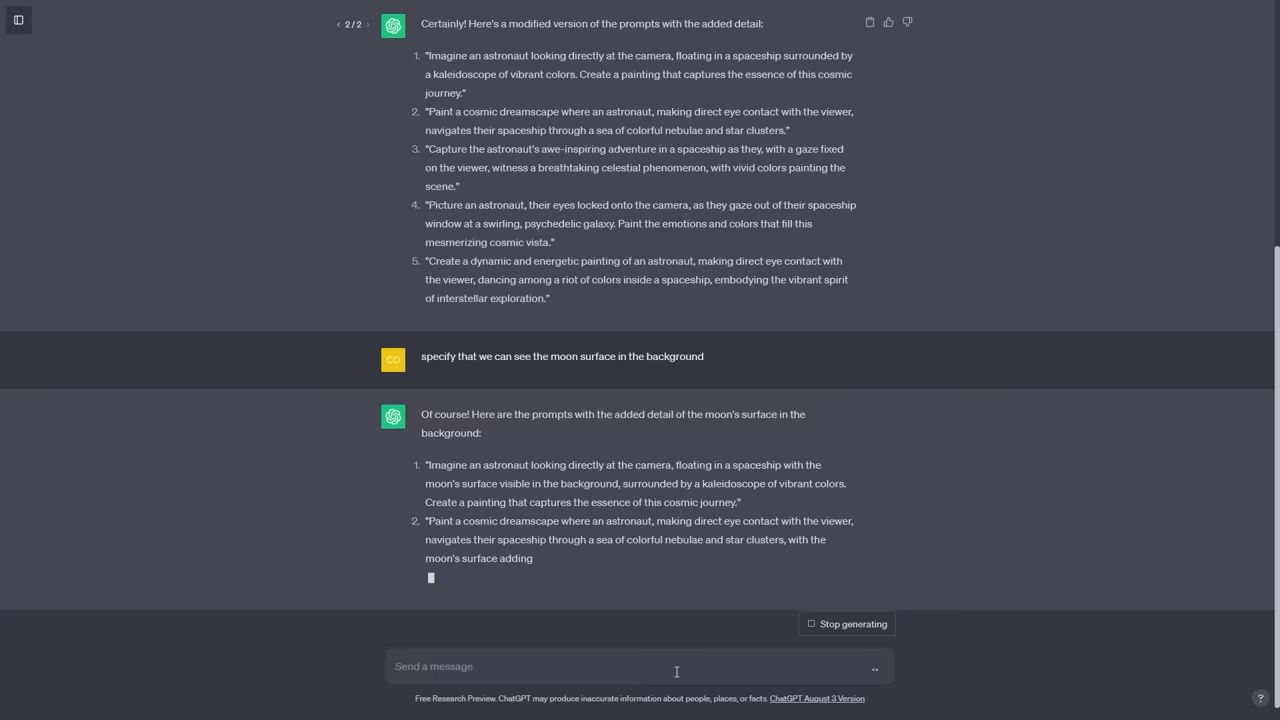 2 / 2
Certainly! Here's a modified version of the prompts with the added detail:
1. "Imagine an astronaut looking directly at the camera, floating in a spaceship surrounded by
a kaleidoscope of vibrant colors. Create a painting that captures the essence of this cosmic
journey."
2. "Paint a cosmic dreamscape where an astronaut, making direct eye contact with the viewer,
navigates their spaceship through a sea of colorful nebulae and star clusters."
3. "Capture the astronaut's awe-inspiring adventure in a spaceship as they, with a gaze fixed
on the viewer, witness a breathtaking celestial phenomenon, with vivid colors painting the
scene."
4. "Picture an astronaut, their eyes locked onto the camera, as they gaze out of their spaceship
window at a swirling, psychedelic galaxy. Paint the emotions and colors that fill this
mesmerizing cosmic vista."
5. "Create a dynamic and energetic painting of an astronaut, making direct eye contact with
the viewer, dancing among a riot of colors inside a spaceship, embodying the vibrant spirit
of interstellar exploration."
CO
specify that we can see the moon surface in the background
Of course! Here are the prompts with the added detail of the moon's surface in the
background:
1. "Imagine an astronaut looking directly at the camera, floating in a spaceship with the
moon's surface visible in the background, surrounded by a kaleidoscope of vibrant colors.
Create a painting that captures the essence of this cosmic journey."
2. "Paint a cosmic dreamscape where an astronaut, making direct eye contact with the viewer,
navigates their spaceship through a sea of colorful nebulae and star clusters, with the
moon's surface adding
Stop generating
Send a message
Free Research Preview. ChatGPT may produce inaccurate information about people, places, or facts. ChatGPT August 3 Version
?